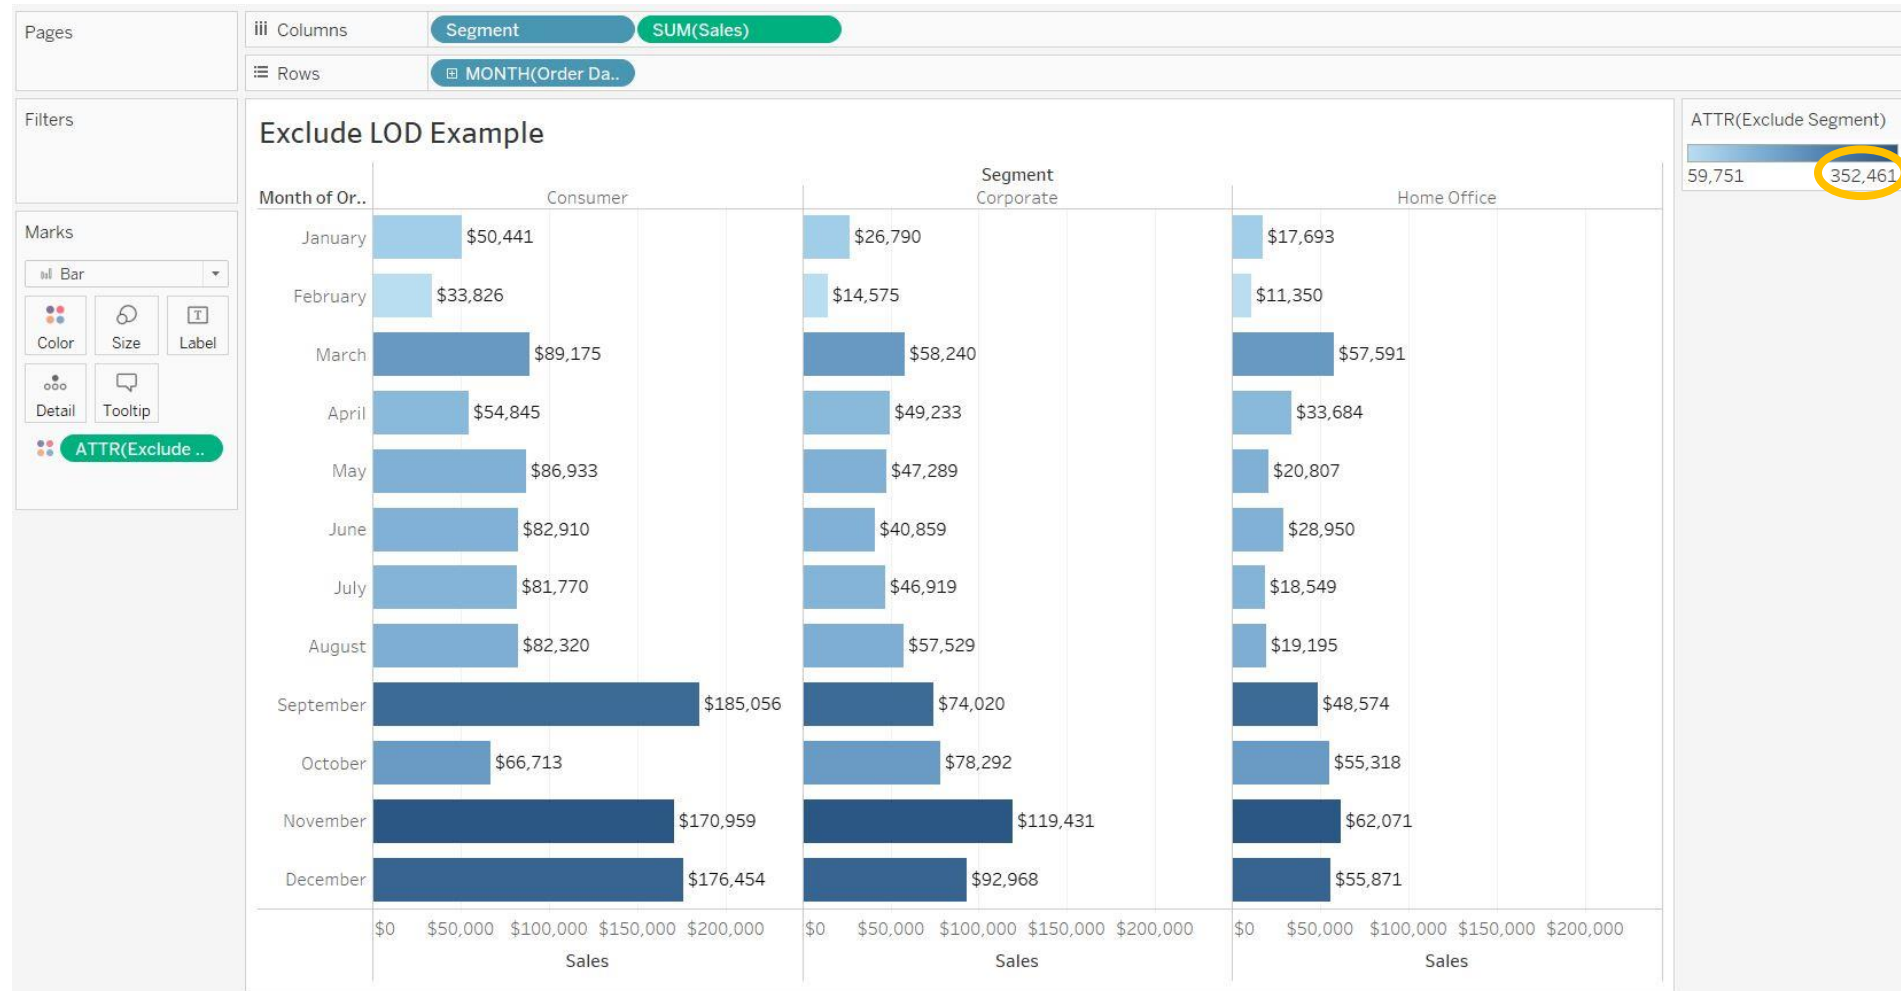 Pages
Columns Segment SUM(Sales)
Rows MONTH(Order Da..
Filters
Marks
Bar
Color Size Label
Detail Tooltip
ATTR(Exclude ..
Exclude LOD Example
Segment
Month of Or.. Consumer Corporate Home Office
January $50,441 $26,790 $17,693
February $33,826 $14,575 $11,350
March $89,175 $58,240 $57,591
April $54,845 $49,233 $33,684
May $86,933 $47,289 $20,807
June $82,910 $40,859 $28,950
July $81,770 $46,919 $18,549
August $82,320 $57,529 $19,195
September $185,056 $74,020 $48,574
October $66,713 $78,292 $55,318
November $170,959 $119,431 $62,071
December $176,454 $92,968 $55,871
$0 $50,000 $100,000 $150,000 $200,000 $0 $50,000 $100,000 $150,000 $200,000 $0 $50,000 $100,000 $150,000 $200,000
Sales Sales Sales
ATTR(Exclude Segment)
59,751 352,461